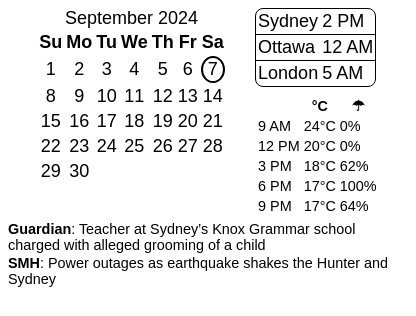 September 2024
Su Mo Tu We Th Fr Sa
1 2 3 4 5 6 7
8 9 10 11 12 13 14
15 16 17 18 19 20 21
22 23 24 25 26 27 28
29 30
Sydney 2 PM
Ottawa 12 AM
London 5 AM
°C ☂
9 AM 24°C 0%
12 PM 20°C 0%
3 PM 18°C 62%
6 PM 17°C 100%
9 PM 17°C 64%
Guardian: Teacher at Sydney’s Knox Grammar school
charged with alleged grooming of a child
SMH: Power outages as earthquake shakes the Hunter and
Sydney